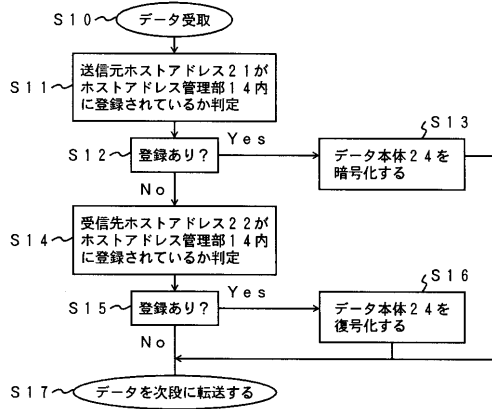 S10
データ受取
S11
送信元ホストアドレス21が
ホストアドレス管理部14内
に登録されているか判定
S12
登録あり?
Yes
S13
データ本体24を
暗号化する
No
S14
受信先ホストアドレス22が
ホストアドレス管理部14内
に登録されているか判定
S15
登録あり?
Yes
S16
データ本体24を
復号化する
No
S17
データを次段に転送する